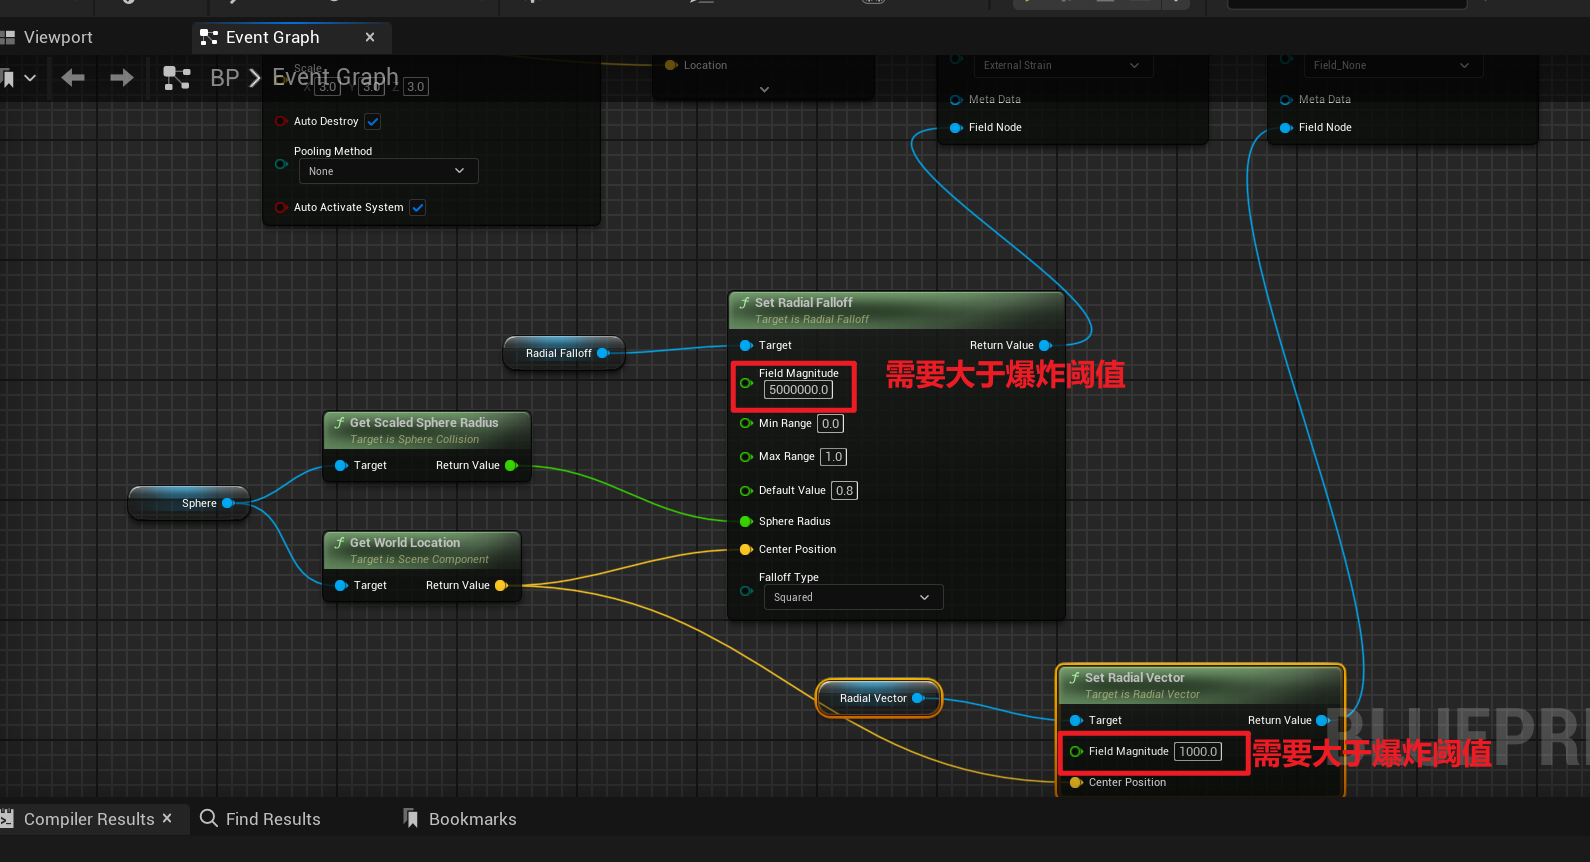 Viewport
Event Graph
BP
Event Graph
Scale
X 3.0 Y 3.0 Z 3.0
Auto Destroy
Pooling Method
None
Auto Activate System
Location
External Strain
Meta Data
Field Node
Field_None
Meta Data
Field Node
Radial Falloff
Set Radial Falloff
Target is Radial Falloff
Target
Return Value
Field Magnitude
5000000.0
需要大于爆炸阈值
Min Range 0.0
Max Range 1.0
Default Value 0.8
Sphere Radius
Center Position
Falloff Type
Squared
Get Scaled Sphere Radius
Target is Sphere Collision
Target
Return Value
Sphere
Get World Location
Target is Scene Component
Target
Return Value
Radial Vector
Set Radial Vector
Target is Radial Vector
Target
Return Value
Field Magnitude 1000.0
需要大于爆炸阈值
Center Position
BLUEPRI
Compiler Results
Find Results
Bookmarks